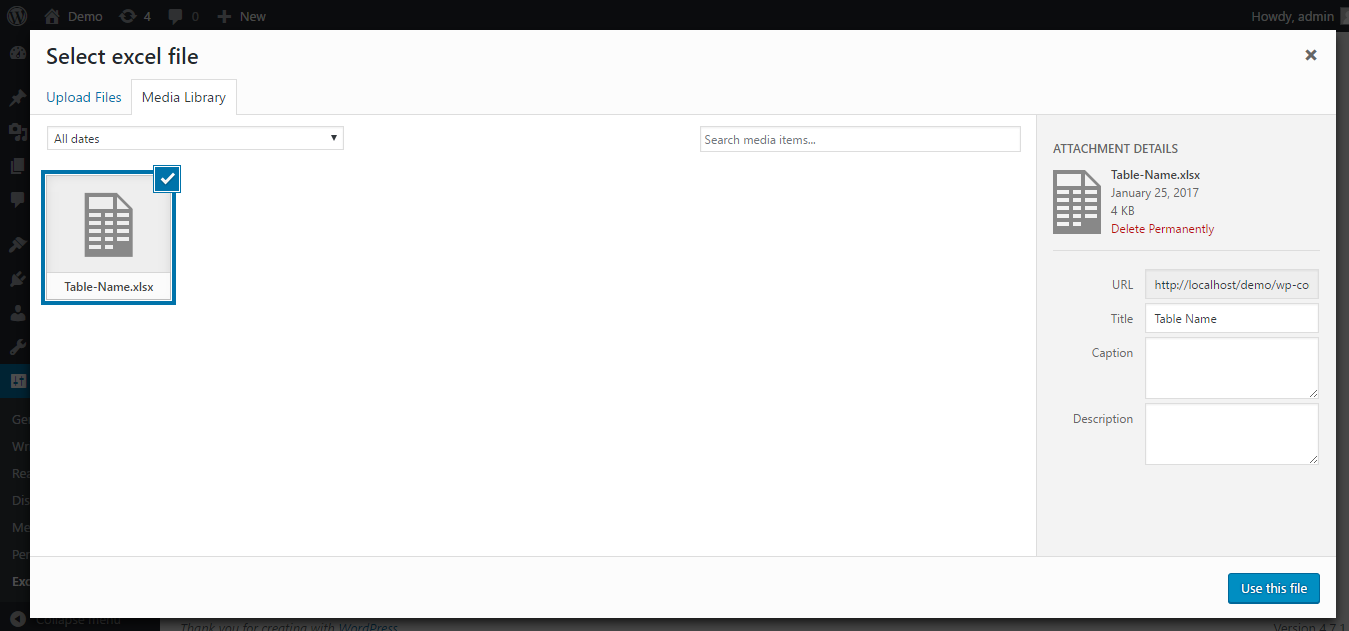 Demo 4 0 New Howdy, admin
Select excel file
Upload Files Media Library
All dates
Search media items...
Table-Name.xlsx
ATTACHMENT DETAILS
Table-Name.xlsx
January 25, 2017
4 KB
Delete Permanently
URL http://localhost/demo/wp-co
Title Table Name
Caption
Description
Use this file
Ge
Wr
Rea
Dis
Me
Per
Exc
Collapse menu
Thank you for creating with WordPress
Version 4.7.1